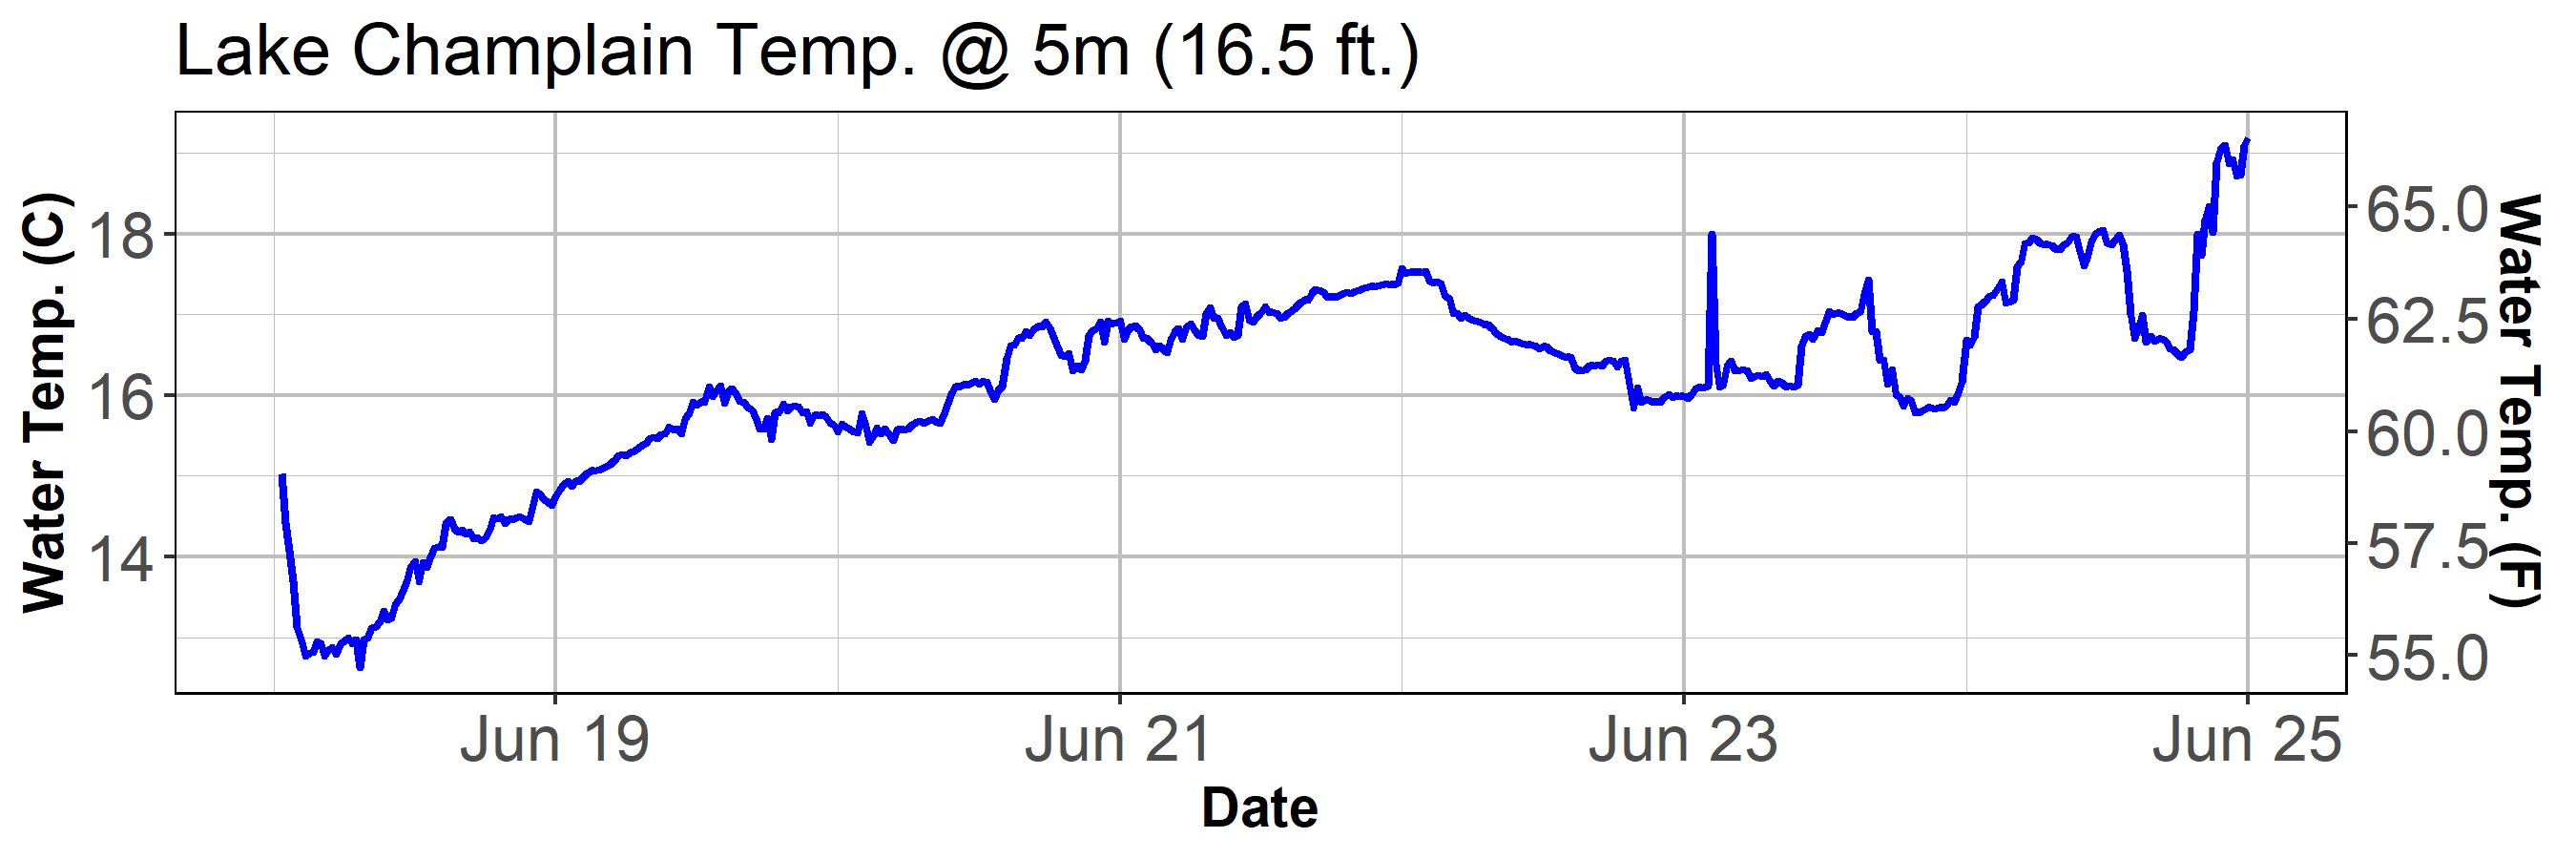 Lake Champlain Temp. @ 5m (16.5 ft.)
Water Temp. (C)
18
16
14
65.0
62.5
60.0
57.5
55.0
Water Temp. (F)
Jun 19
Jun 21
Jun 23
Jun 25
Date